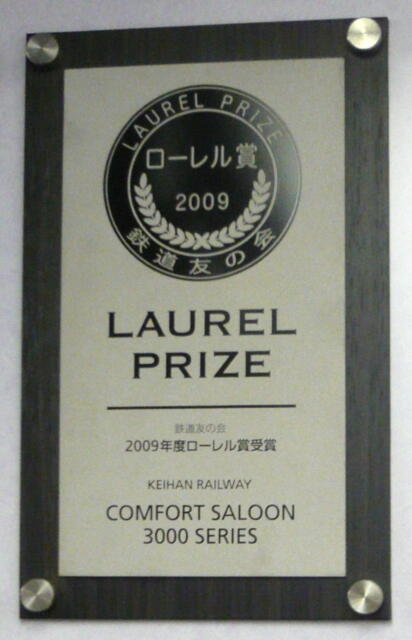 LAUREL PRIZE
ローレル賞
2009
鉄道友の会
LAUREL
PRIZE
鉄道友の会
2009年度ローレル賞受賞
KEIHAN RAILWAY
COMFORT SALOON
3000 SERIES